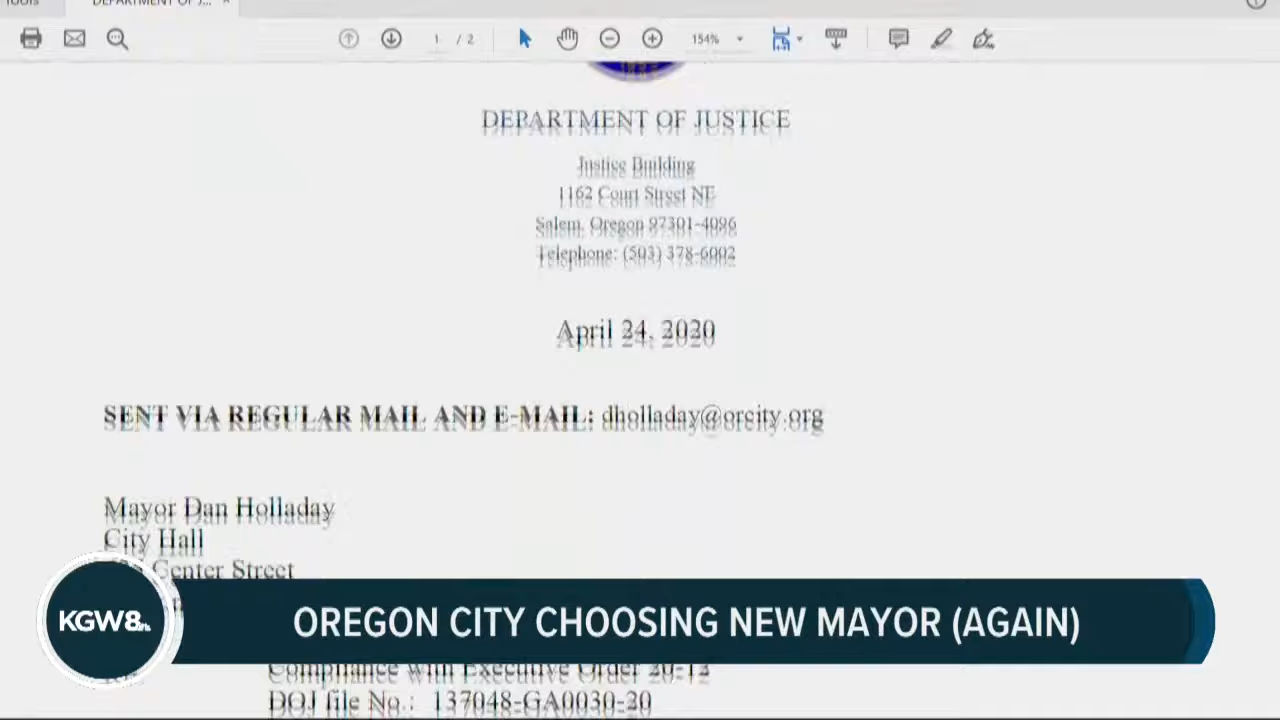 Tools
DEPARTMENT OF J... ×
1 / 2
154%
DEPARTMENT OF JUSTICE
Justice Building
1162 Court Street NE
Salem, Oregon 97301-4096
Telephone: (503) 378-6002
April 24, 2020
SENT VIA REGULAR MAIL AND E-MAIL: dholladay@orcity.org
Mayor Dan Holladay
City Hall
Center Street
KGW8
OREGON CITY CHOOSING NEW MAYOR (AGAIN)
Compliance with Executive Order 20-12
DOJ file No.: 137048-GA0030-20